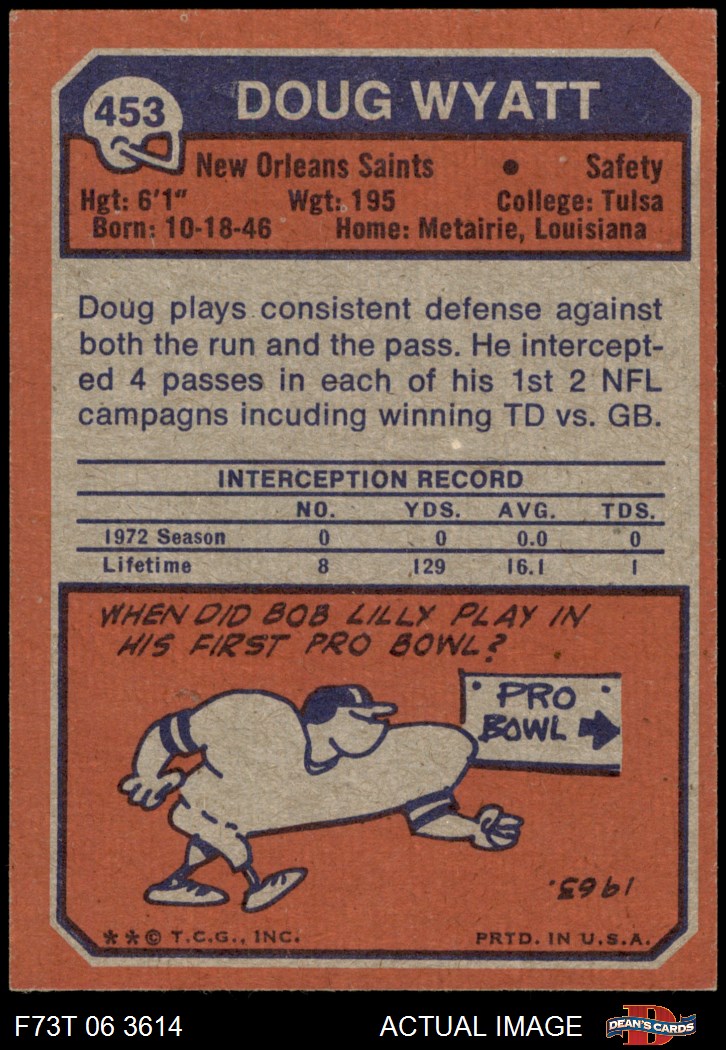 453
DOUG WYATT
New Orleans Saints • Safety
Hgt: 6'1" Wgt: 195 College: Tulsa
Born: 10-18-46 Home: Metairie, Louisiana
Doug plays consistent defense against
both the run and the pass. He intercept-
ed 4 passes in each of his 1st 2 NFL
campagns incuding winning TD vs. GB.
INTERCEPTION RECORD
NO. YDS. AVG. TDS.
1972 Season 0 0 0.0 0
Lifetime 8 129 16.1 1
WHEN DID BOB LILLY PLAY IN
HIS FIRST PRO BOWL?
PRO
BOWL
1963.
** © T.C.G., INC. PRTD. IN U.S.A.
F73T 06 3614 ACTUAL IMAGE D DEAN'S CARDS